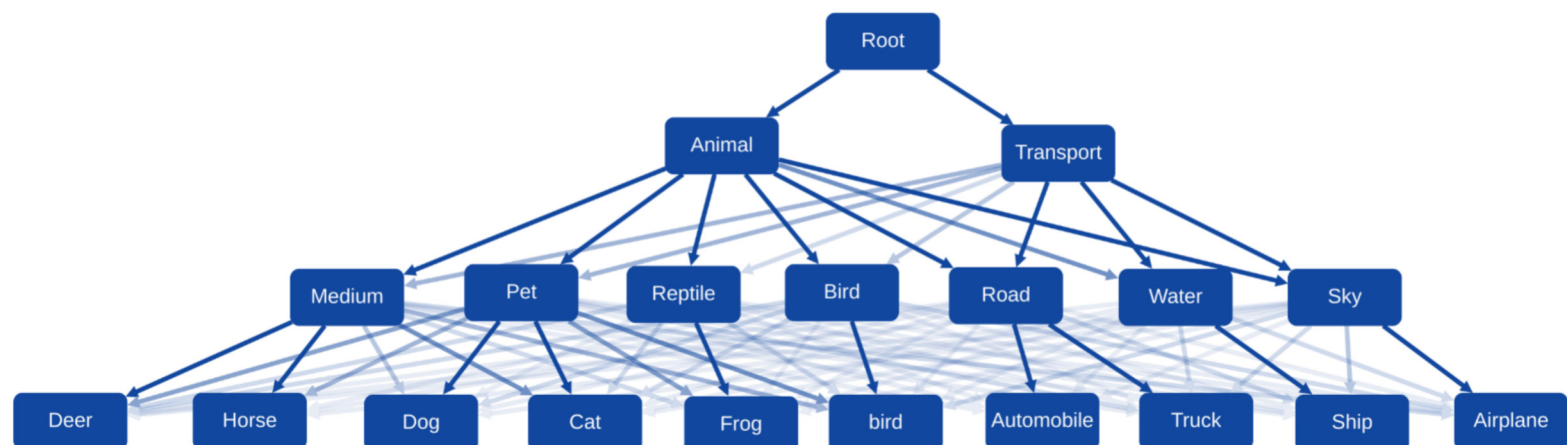 Root
Animal
Transport
Medium
Pet
Reptile
Bird
Road
Water
Sky
Deer
Horse
Dog
Cat
Frog
bird
Automobile
Truck
Ship
Airplane